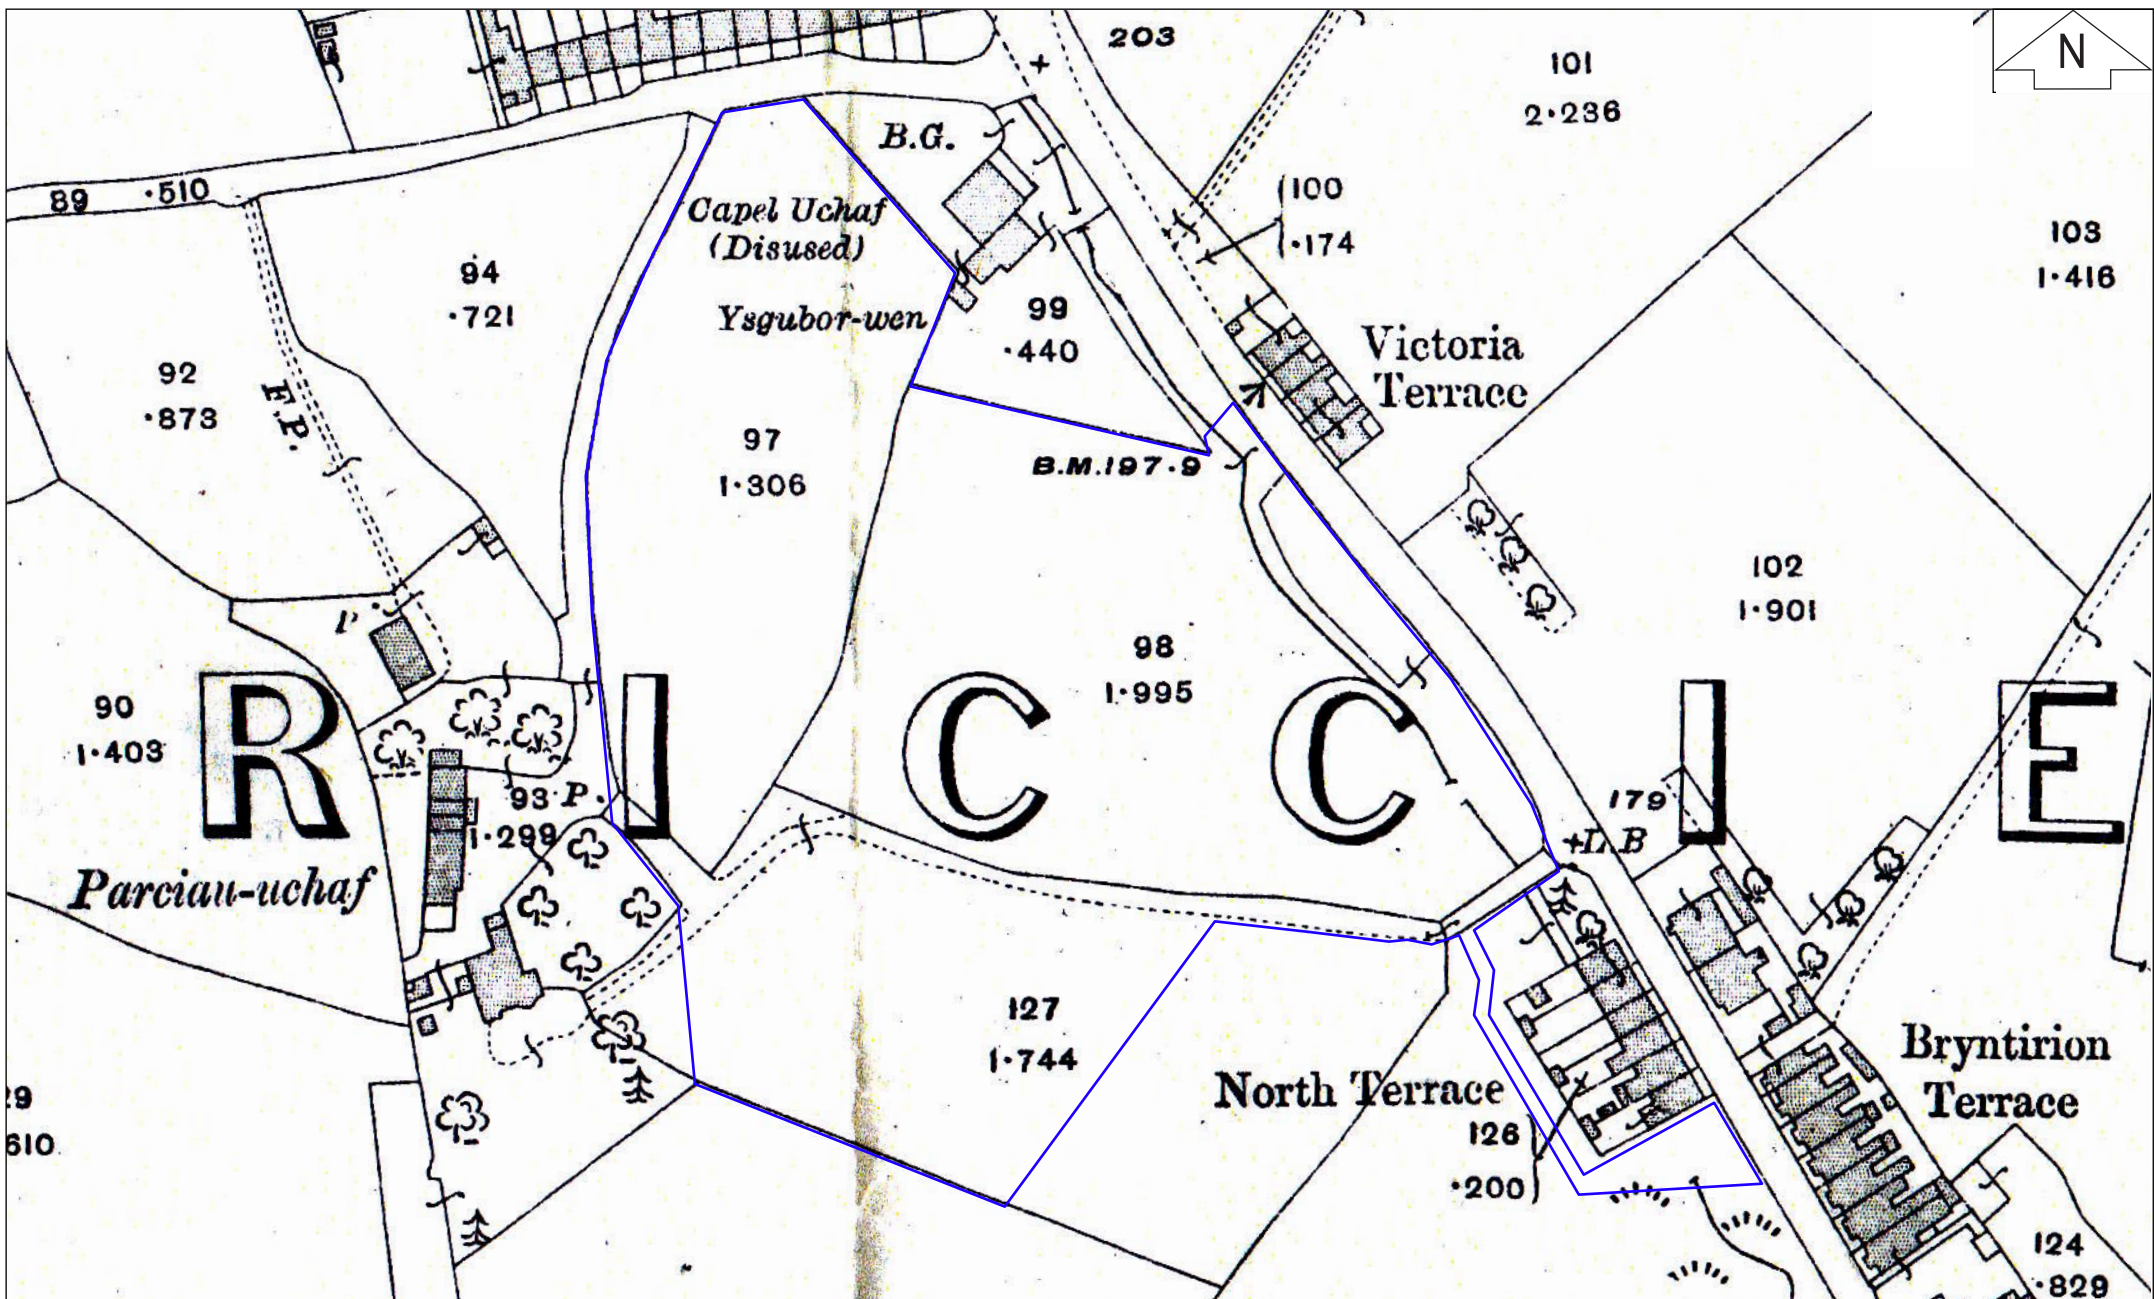 203
N
101
2·236
B.G.
89 ·510
100
·174
Capel Uchaf
(Disused)
103
1·416
94
·721
Ysgubor-wen
99
·440
Victoria
Terrace
92
·873
F.P.
97
1·306
B.M.197·9
102
1·901
P
98
1·995
90
1·403
R I C C I E
93 P.
1·299
179
L.B
Parciau-uchaf
127
1·744
North Terrace
Bryntirion
Terrace
29
610
126
·200
124
·829